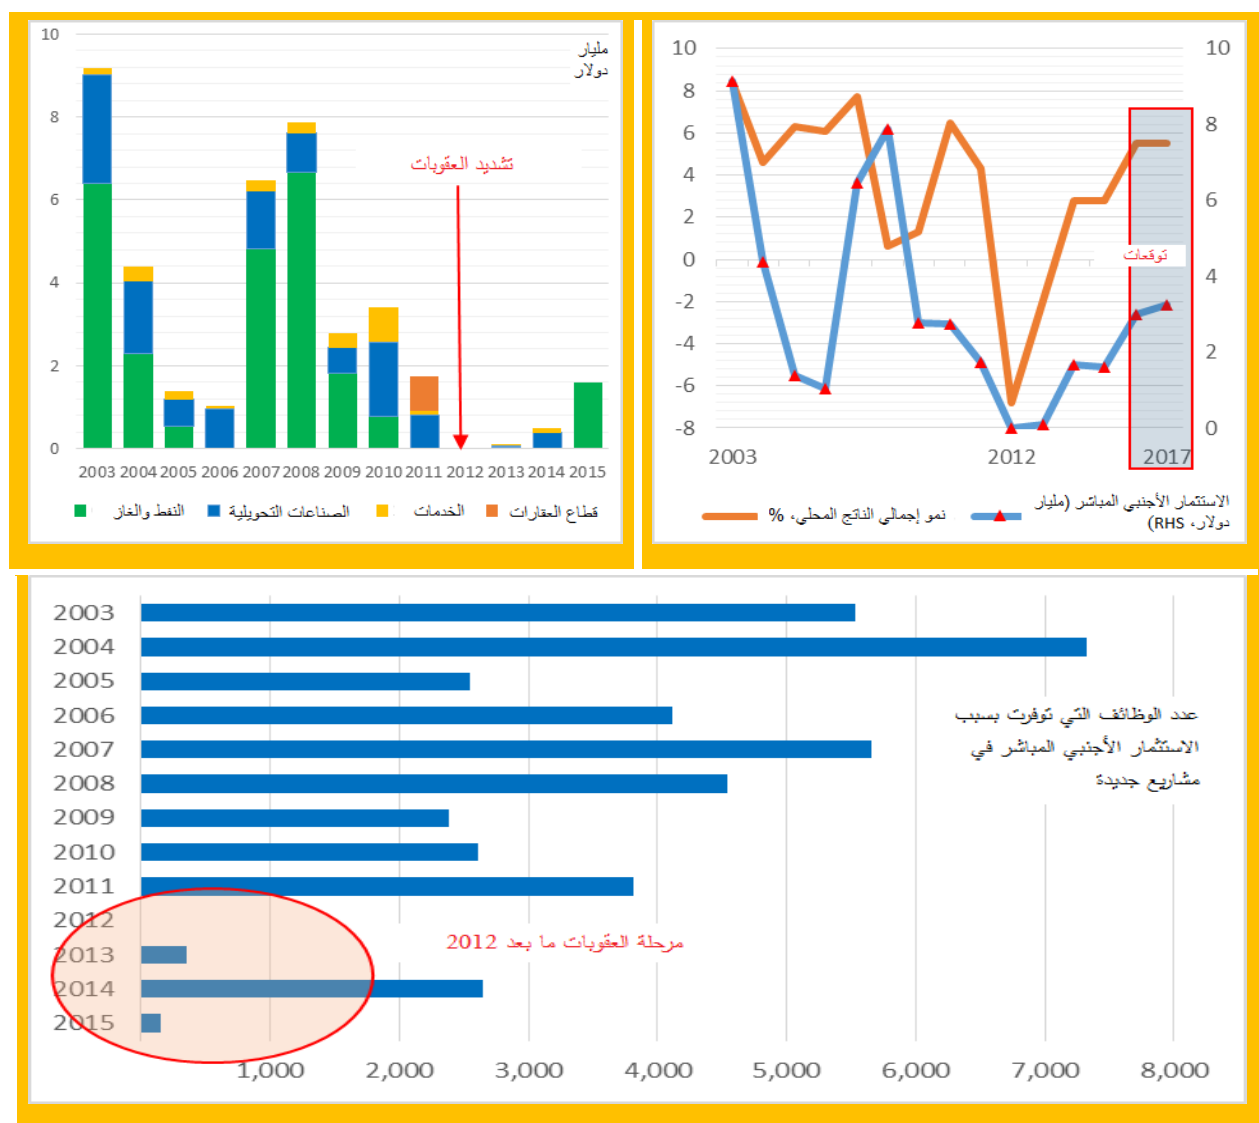 10
8
6
4
2
0
مليار
دولار
تشديد العقوبات
2003 2004 2005 2006 2007 2008 2009 2010 2011 2012 2013 2014 2015
النفط والغاز
الصناعات التحويلية
الخدمات
قطاع العقارات
10
8
6
4
2
0
-2
-4
-6
-8
10
8
6
4
2
0
توقعات
2003 2012 2017
نمو إجمالي الناتج المحلي، %
الاستثمار الأجنبي المباشر (مليار
دولار، RHS)
2003
2004
2005
2006
2007
2008
2009
2010
2011
2012
2013
2014
2015
عدد الوظائف التي توفرت بسبب
الاستثمار الأجنبي المباشر في
مشاريع جديدة
مرحلة العقوبات ما بعد 2012
1,000 2,000 3,000 4,000 5,000 6,000 7,000 8,000